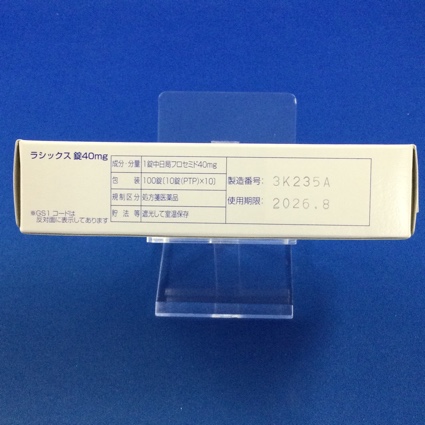 ラシックス 錠40mg
成分・分量 1錠中日局フロセミド40mg
包装 100錠(10錠(PTP)×10)
規制区分 処方箋医薬品
貯法等 遮光して室温保存
製造番号: 3K235A
使用期限: 2026.8
※GS1コードは
反対面に表示してあります